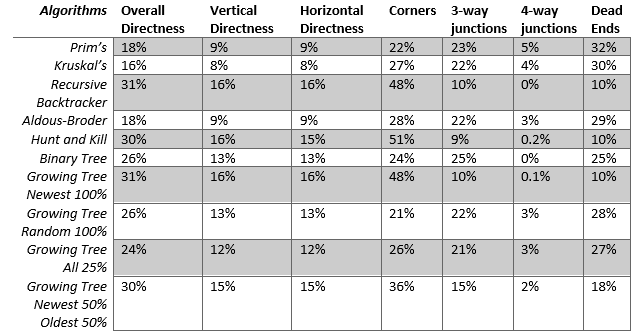 Algorithms Overall Directness Vertical Directness Horizontal Directness Corners 3-way junctions 4-way junctions Dead Ends
Prim's 18% 9% 9% 22% 23% 5% 32%
Kruskal's 16% 8% 8% 27% 22% 4% 30%
Recursive Backtracker 31% 16% 16% 48% 10% 0% 10%
Aldous-Broder 18% 9% 9% 28% 22% 3% 29%
Hunt and Kill 30% 16% 15% 51% 9% 0.2% 10%
Binary Tree 26% 13% 13% 24% 25% 0% 25%
Growing Tree Newest 100% 31% 16% 16% 48% 10% 0.1% 10%
Growing Tree Random 100% 26% 13% 13% 21% 22% 3% 28%
Growing Tree All 25% 24% 12% 12% 26% 21% 3% 27%
Growing Tree Newest 50% Oldest 50% 30% 15% 15% 36% 15% 2% 18%